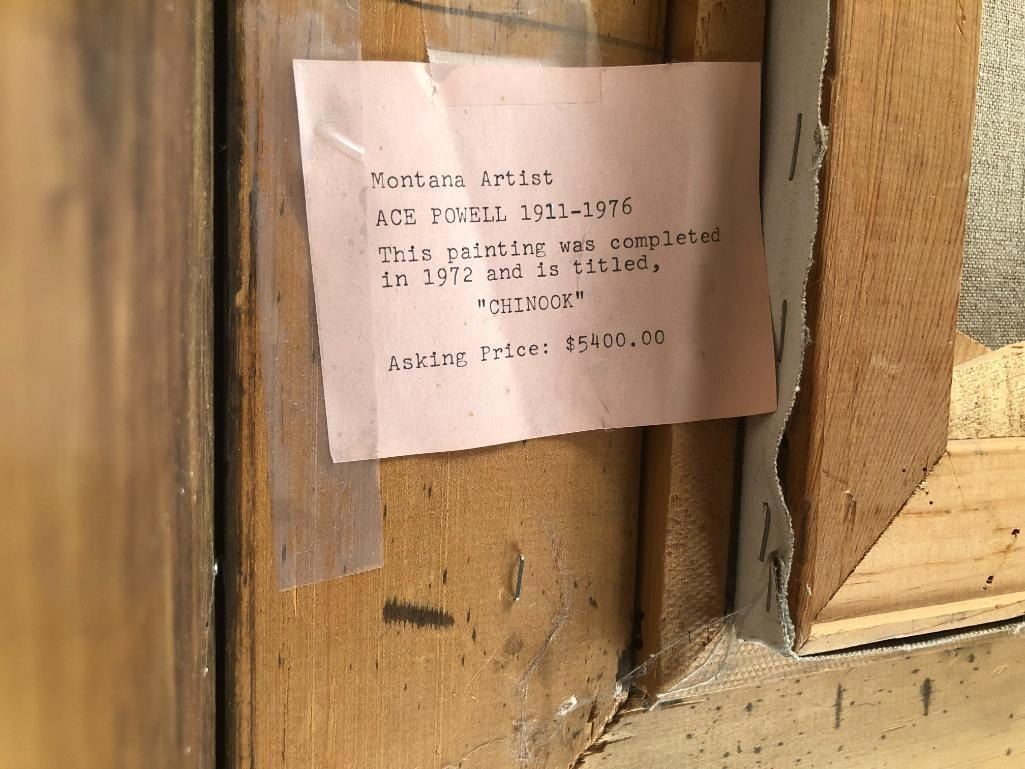 Montana Artist
ACE POWELL 1911-1976
This painting was completed
in 1972 and is titled,
"CHINOOK"
Asking Price: $5400.00